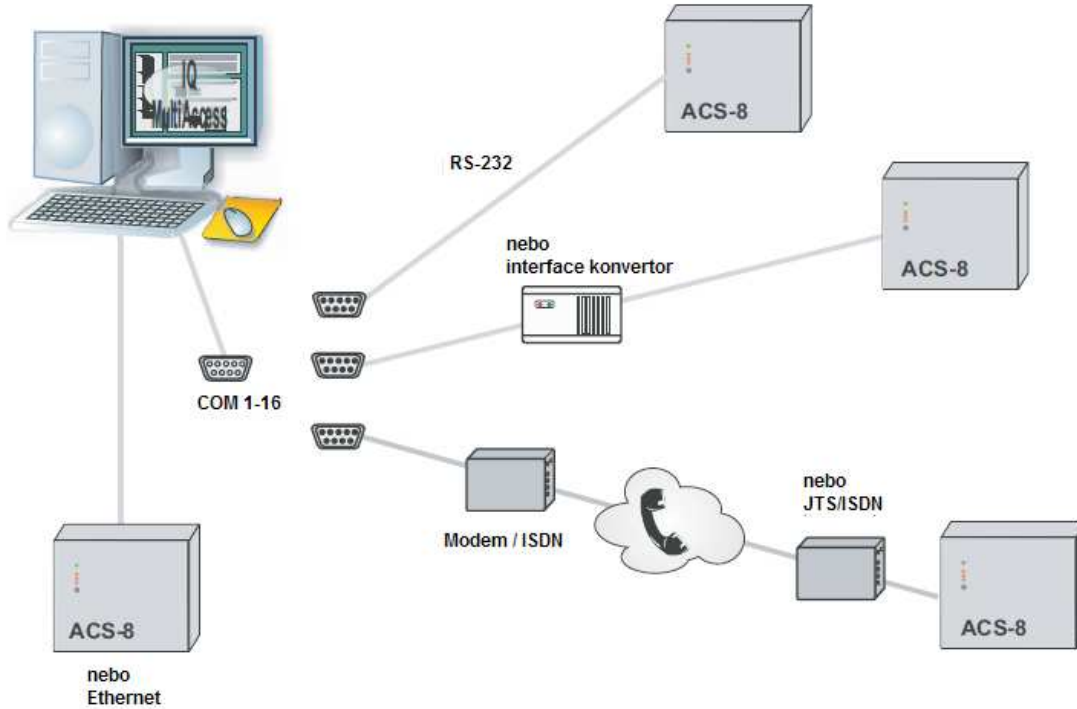 IQ
MultiAccess
ACS-8
RS-232
ACS-8
nebo
interface konvertor
COM 1-16
Modem / ISDN
nebo
JTS/ISDN
ACS-8
ACS-8
nebo
Ethernet